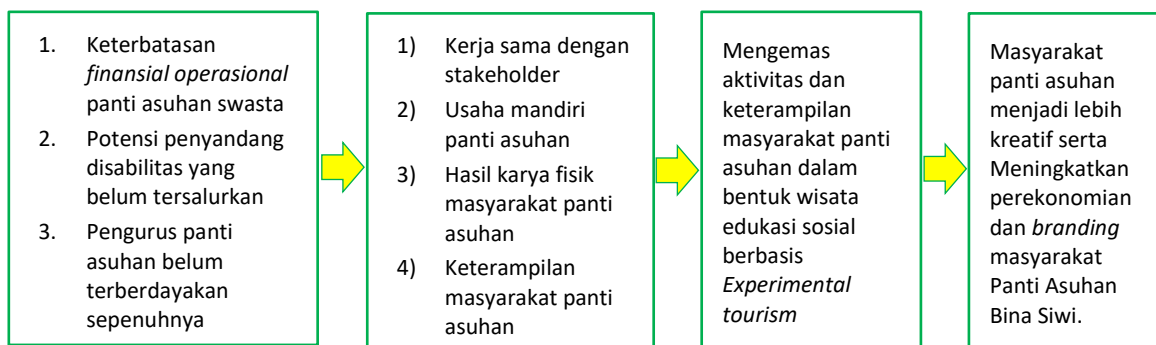 1. Keterbatasan
finansial operasional
panti asuhan swasta
2. Potensi penyandang
disabilitas yang
belum tersalurkan
3. Pengurus panti
asuhan belum
terberdayakan
sepenuhnya
1) Kerja sama dengan
stakeholder
2) Usaha mandiri
panti asuhan
3) Hasil karya fisik
masyarakat panti
asuhan
4) Keterampilan
masyarakat panti
asuhan
Mengemas
aktivitas dan
keterampilan
masyarakat panti
asuhan dalam
bentuk wisata
edukasi sosial
berbasis
Experimental
tourism
Masyarakat
panti asuhan
menjadi lebih
kreatif serta
Meningkatkan
perekonomian
dan branding
masyarakat
Panti Asuhan
Bina Siwi.